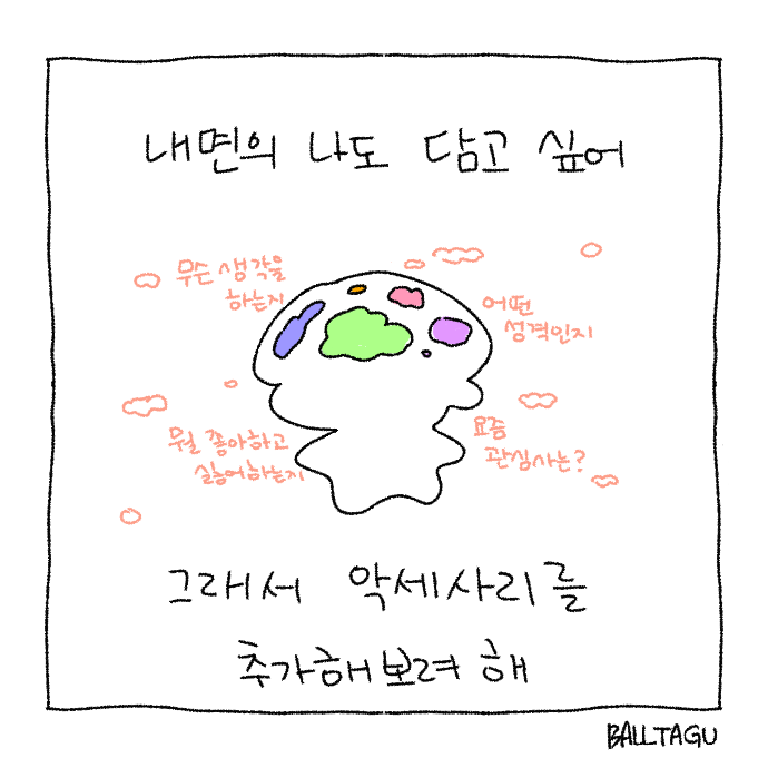 내면의 나도 담고 싶어
무슨 생각을
하는지
어떤
성격인지
뭘 좋아하고
싫어하는지
요즘
관심사는?
그래서 악세사리를
추가해보려 해
BALLTAGU